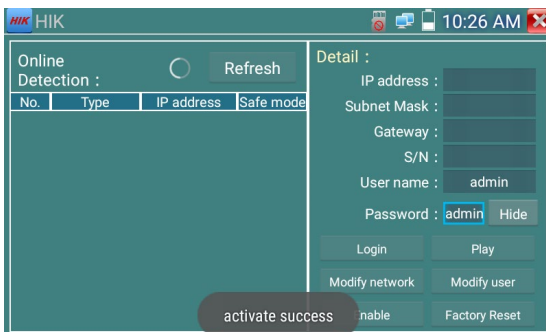 HIK HIK 10:26 AM
Online Detection : Refresh
No. Type IP address Safe mode
Detail :
IP address :
Subnet Mask :
Gateway :
S/N :
User name : admin
Password : admin Hide
Login Play
Modify network Modify user
Enable Factory Reset
activate success